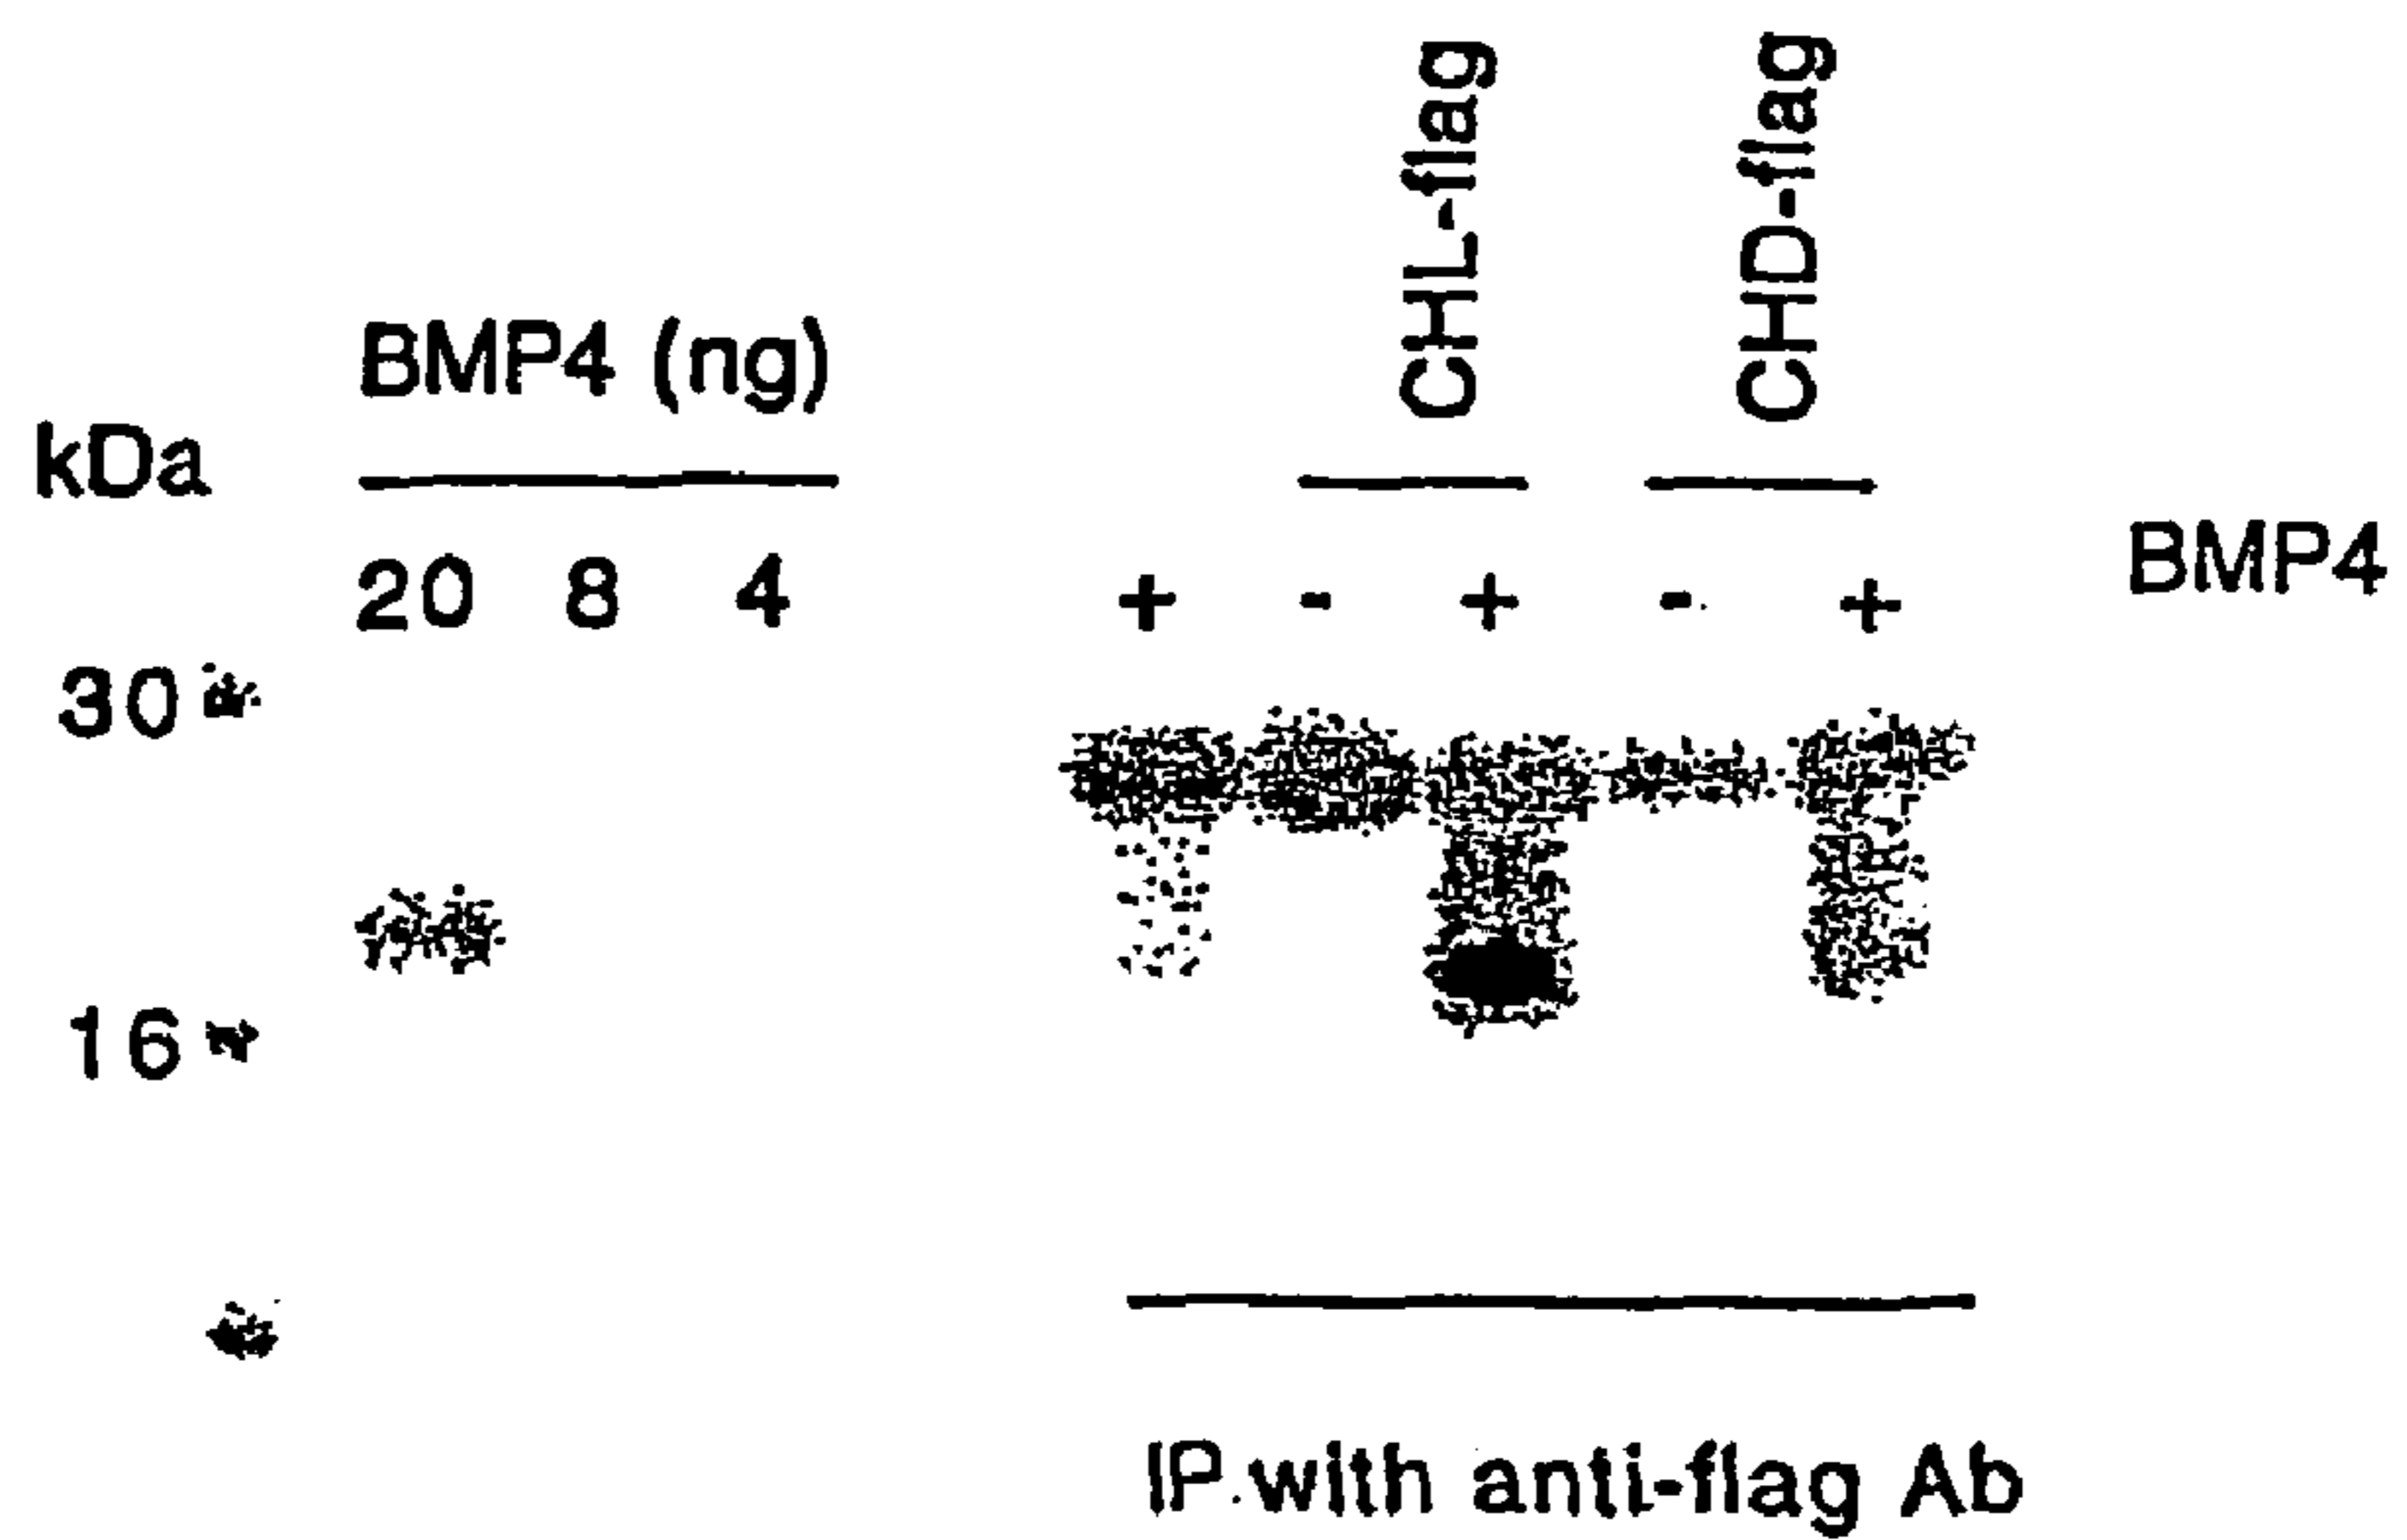 CHL-flag
CHD-flag
BMP4 (ng)
kDa
20 8 4 + - + - + BMP4
30
16
IP.with anti-flag Ab